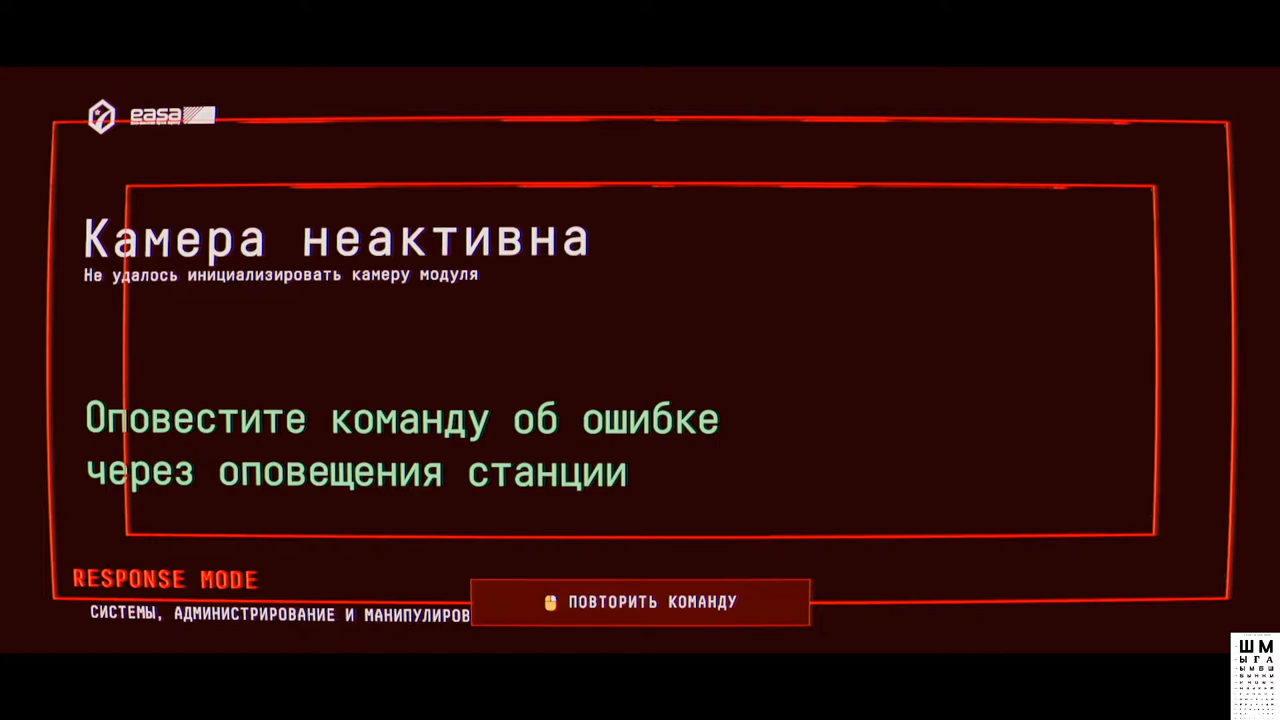 easa
Камера неактивна
Не удалось инициализировать камеру модуля
Оповестите команду об ошибке
через оповещения станции
RESPONSE MODE
СИСТЕМЫ, АДМИНИСТРИРОВАНИЕ И МАНИПУЛИРОВ
ПОВТОРИТЬ КОМАНДУ
Ш М
Ы Г А
Ы М Б Ш
Б Ы Н К И